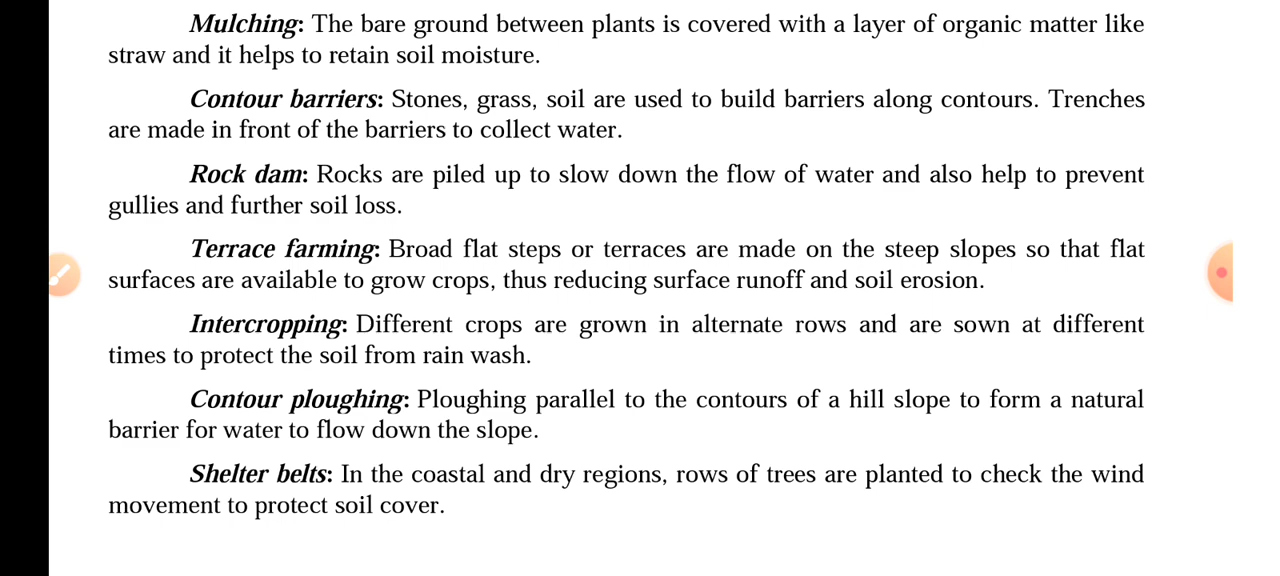 Mulching: The bare ground between plants is covered with a layer of organic matter like
straw and it helps to retain soil moisture.
Contour barriers: Stones, grass, soil are used to build barriers along contours. Trenches
are made in front of the barriers to collect water.
Rock dam: Rocks are piled up to slow down the flow of water and also help to prevent
gullies and further soil loss.
Terrace farming: Broad flat steps or terraces are made on the steep slopes so that flat
surfaces are available to grow crops, thus reducing surface runoff and soil erosion.
Intercropping: Different crops are grown in alternate rows and are sown at different
times to protect the soil from rain wash.
Contour ploughing: Ploughing parallel to the contours of a hill slope to form a natural
barrier for water to flow down the slope.
Shelter belts: In the coastal and dry regions, rows of trees are planted to check the wind
movement to protect soil cover.